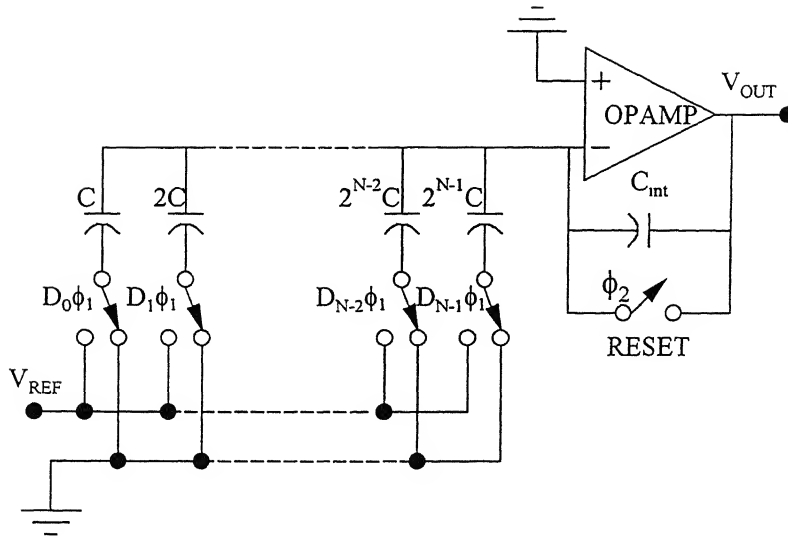 +
OPAMP
V_OUT
−
C_int
C
2C
2^{N-2}C
2^{N-1}C
D_0ϕ_1
D_1ϕ_1
D_{N-2}ϕ_1
D_{N-1}ϕ_1
ϕ_2
RESET
V_REF